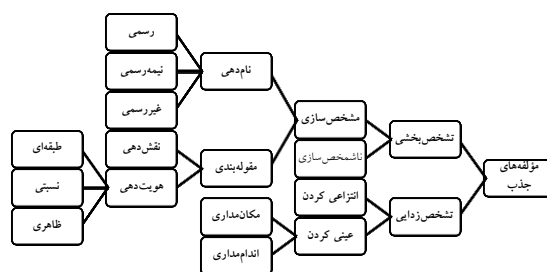 مؤلفه‌های
جذب
تشخص‌بخشی
تشخص‌زدایی
مشخص‌سازی
نامشخص‌سازی
انتزاعی کردن
عینی کردن
نام‌دهی
مقوله‌بندی
مکان‌مداری
اندام‌مداری
رسمی
نیمه‌رسمی
غیررسمی
نقش‌دهی
هویت‌دهی
طبقه‌ای
نسبتی
ظاهری